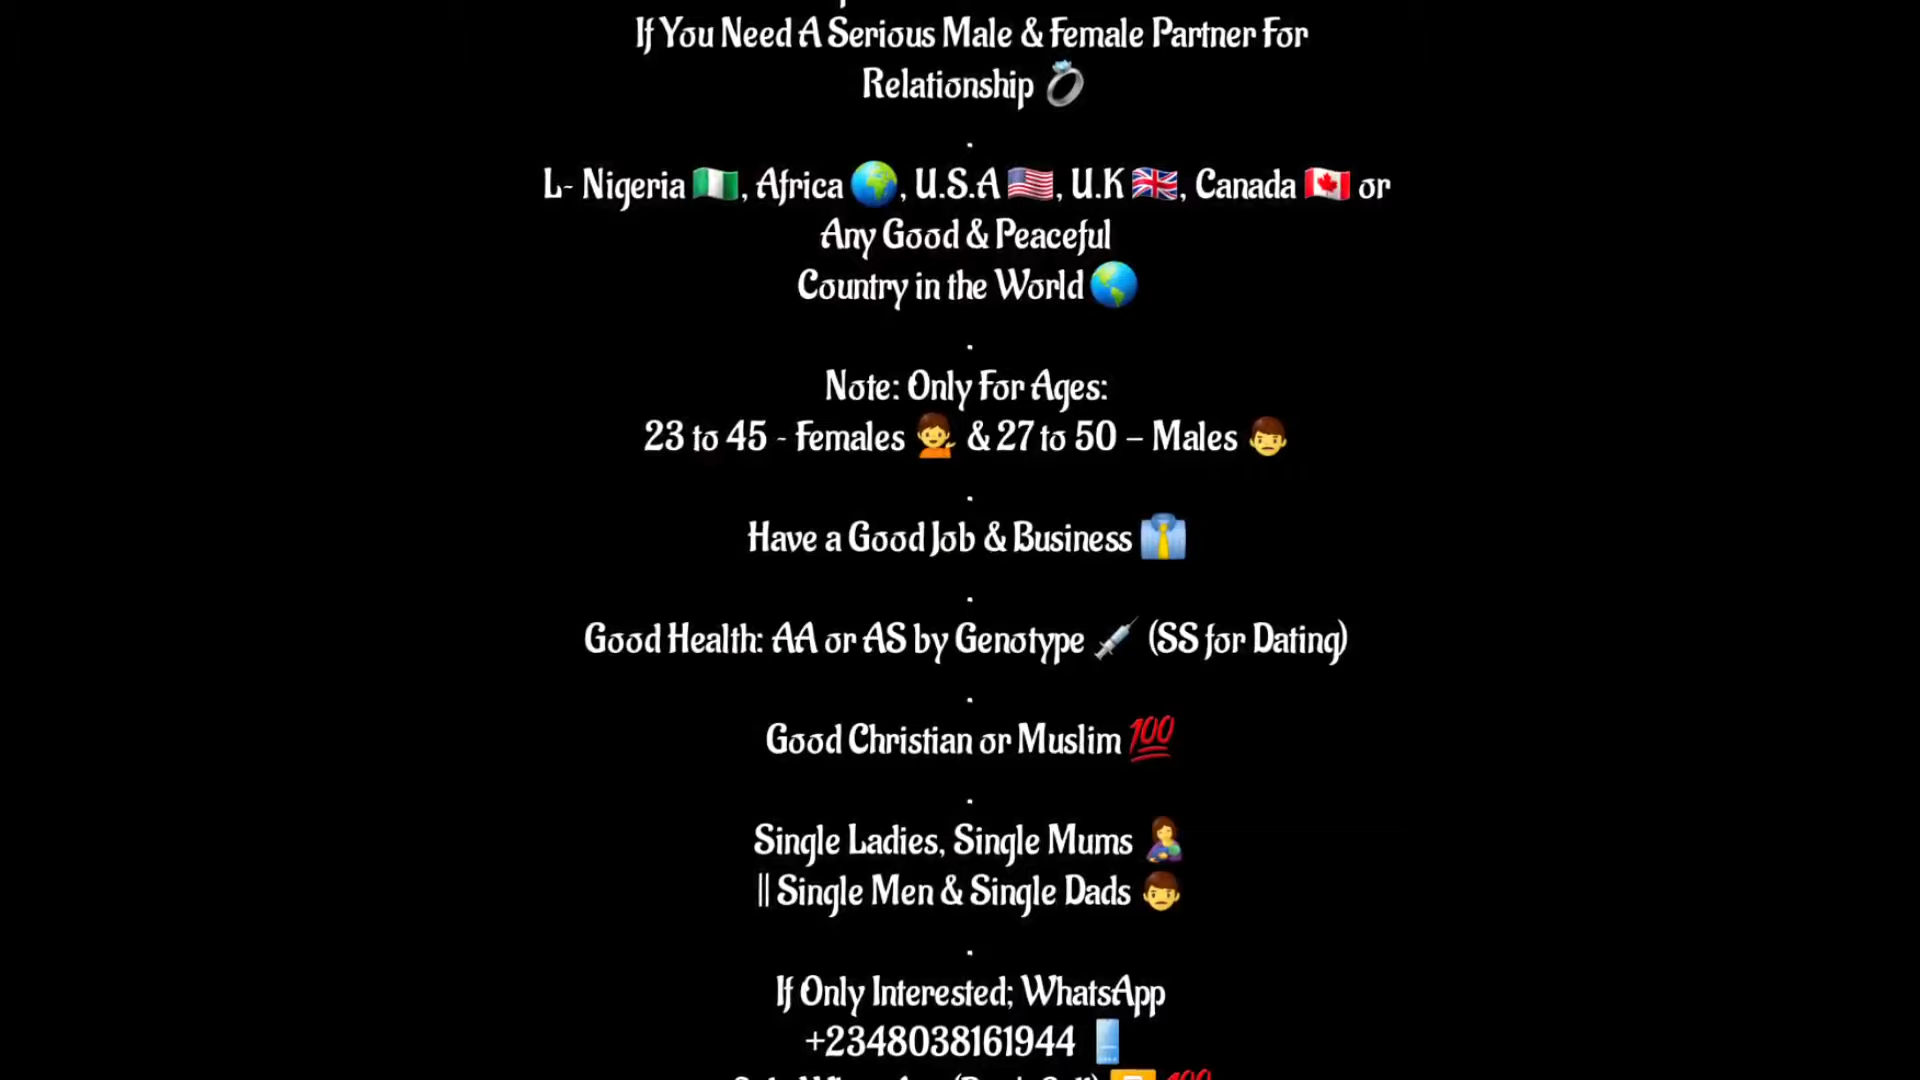 If You Need A Serious Male & Female Partner For
Relationship 💍
.
L- Nigeria 🇳🇬, Africa 🌍, U.S.A 🇺🇸, U.K 🇬🇧, Canada 🇨🇦 or
Any Good & Peaceful
Country in the World 🌎
.
Note: Only For Ages:
23 to 45 - Females 💁 & 27 to 50 – Males 👨
.
Have a Good Job & Business 👔
.
Good Health: AA or AS by Genotype 💉 (SS for Dating)
.
Good Christian or Muslim 💯
.
Single Ladies, Single Mums 👩‍🍼
|| Single Men & Single Dads 👨
.
If Only Interested; WhatsApp
+2348038161944 📱